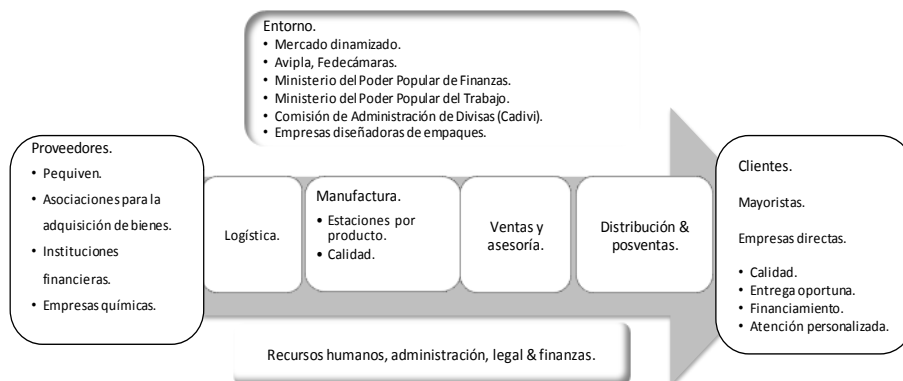 Entorno.
• Mercado dinamizado.
• Avipla, Fedecámaras.
• Ministerio del Poder Popular de Finanzas.
• Ministerio del Poder Popular del Trabajo.
• Comisión de Administración de Divisas (Cadivi).
• Empresas diseñadoras de empaques.
Proveedores.
• Pequiven.
• Asociaciones para la
adquisición de bienes.
• Instituciones
financieras.
• Empresas químicas.
Logística.
Manufactura.
• Estaciones por
producto.
• Calidad.
Ventas y
asesoría.
Distribución &
posventas.
Clientes.
Mayoristas.
Empresas directas.
• Calidad.
• Entrega oportuna.
• Financiamiento.
• Atención personalizada.
Recursos humanos, administración, legal & finanzas.